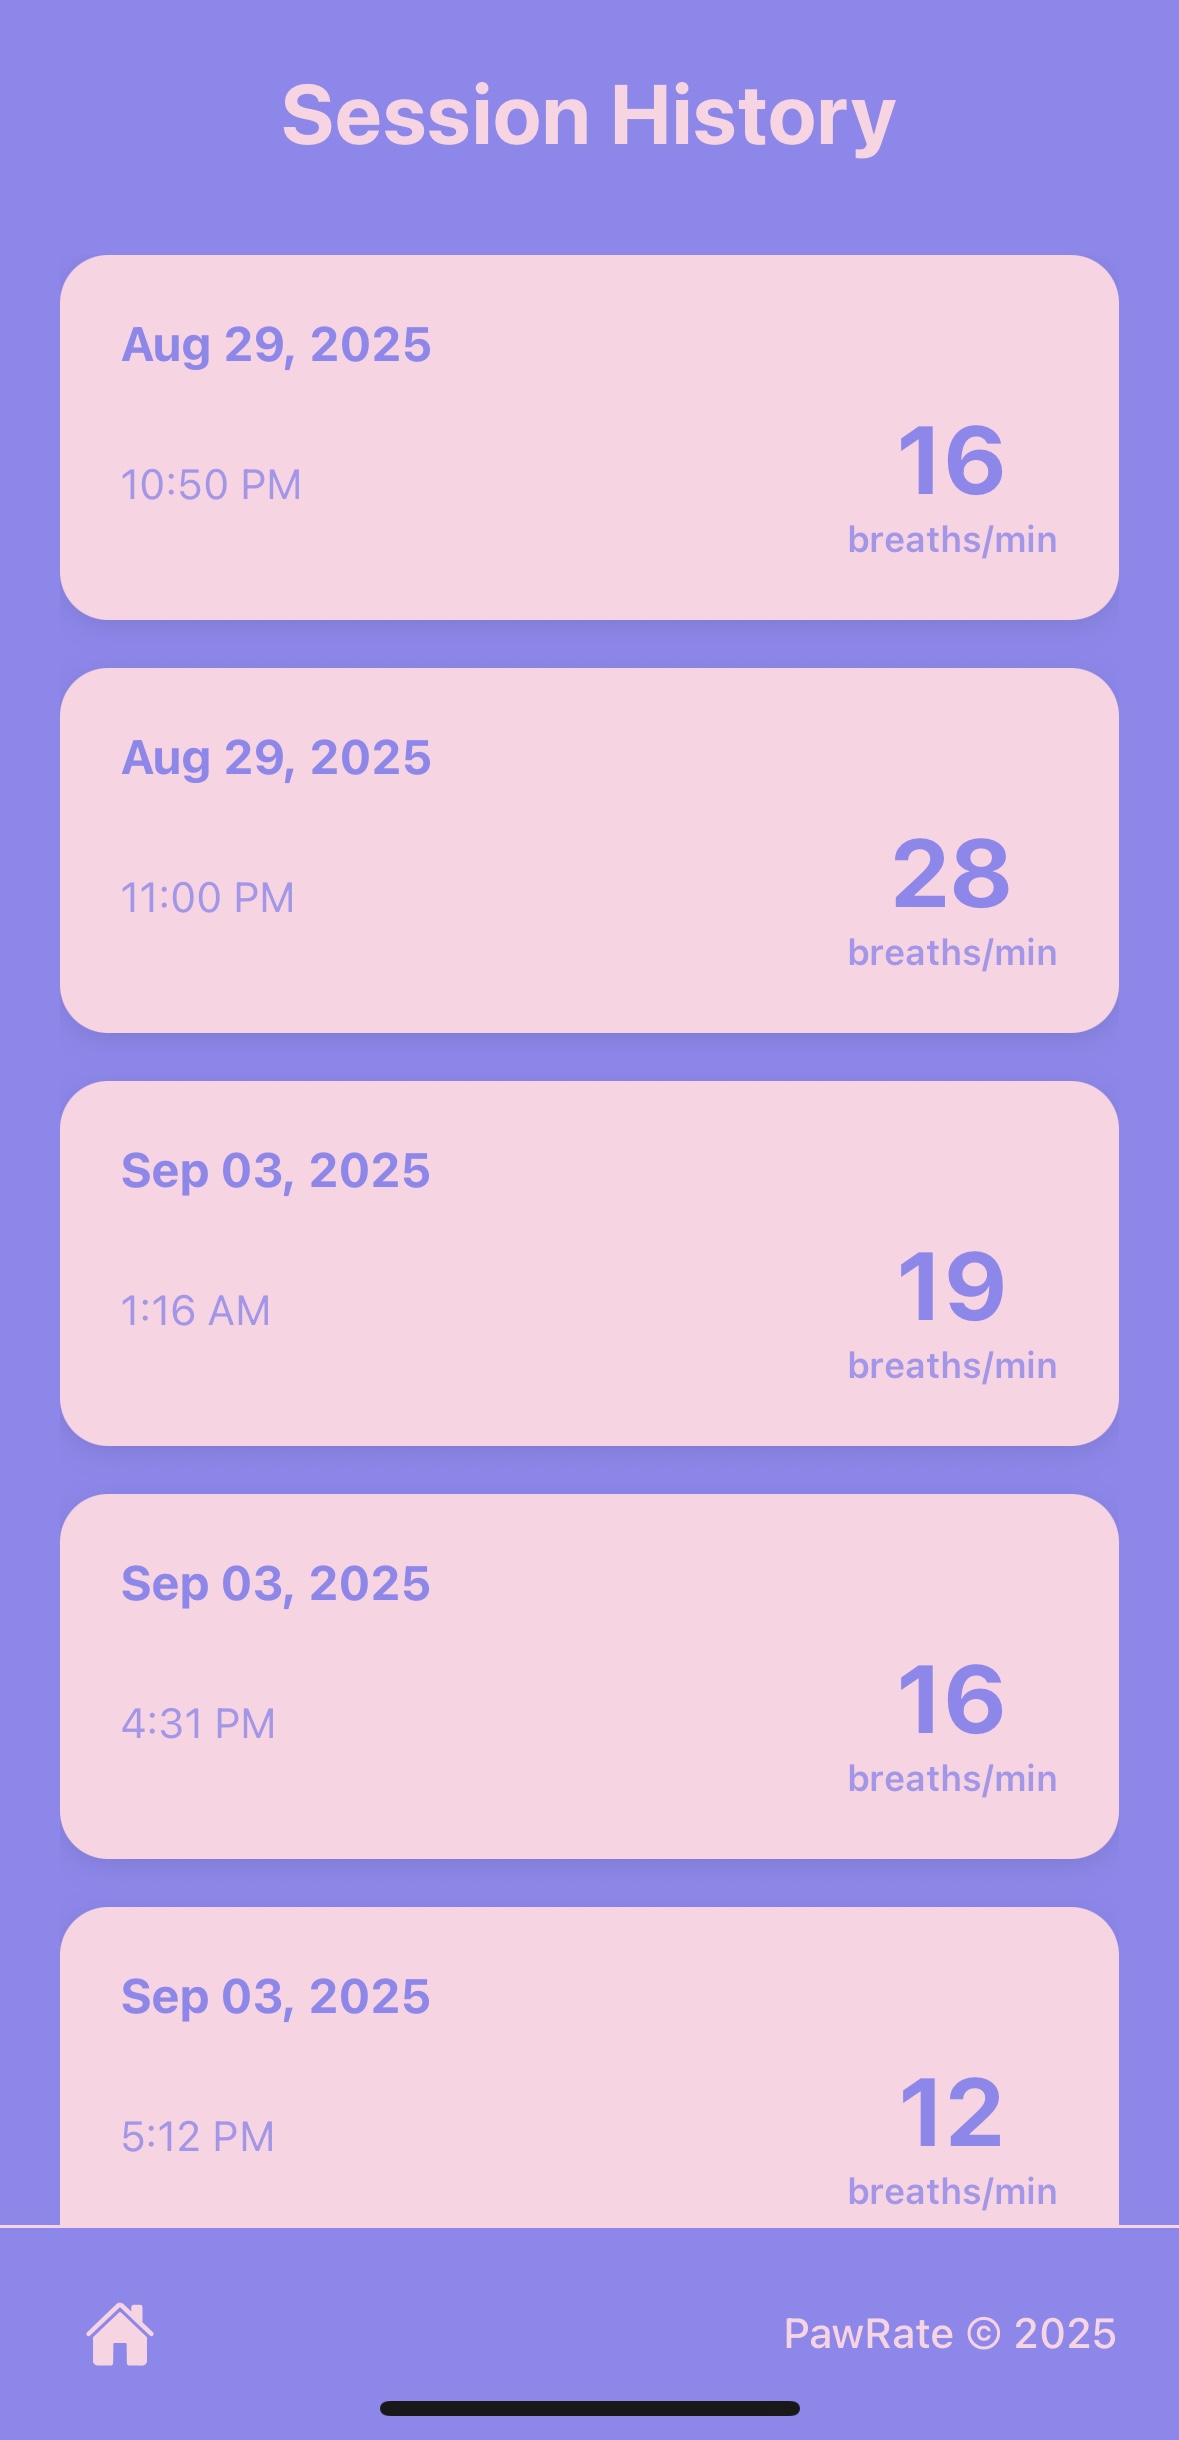 Session History
Aug 29, 2025
10:50 PM
16
breaths/min
Aug 29, 2025
11:00 PM
28
breaths/min
Sep 03, 2025
1:16 AM
19
breaths/min
Sep 03, 2025
4:31 PM
16
breaths/min
Sep 03, 2025
5:12 PM
12
breaths/min
PawRate © 2025